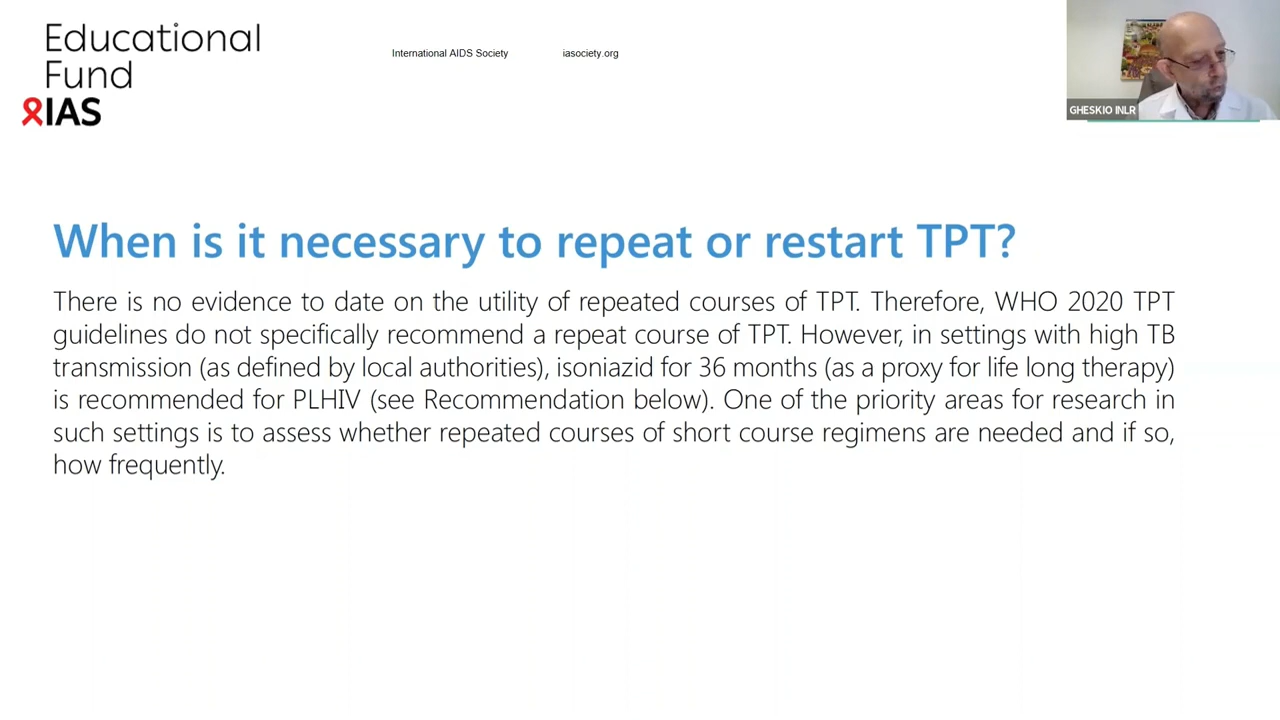 Educational
Fund
IAS
International AIDS Society
iasociety.org
GHESKIO INLR
When is it necessary to repeat or restart TPT?
There is no evidence to date on the utility of repeated courses of TPT. Therefore, WHO 2020 TPT
guidelines do not specifically recommend a repeat course of TPT. However, in settings with high TB
transmission (as defined by local authorities), isoniazid for 36 months (as a proxy for life long therapy)
is recommended for PLHIV (see Recommendation below). One of the priority areas for research in
such settings is to assess whether repeated courses of short course regimens are needed and if so,
how frequently.